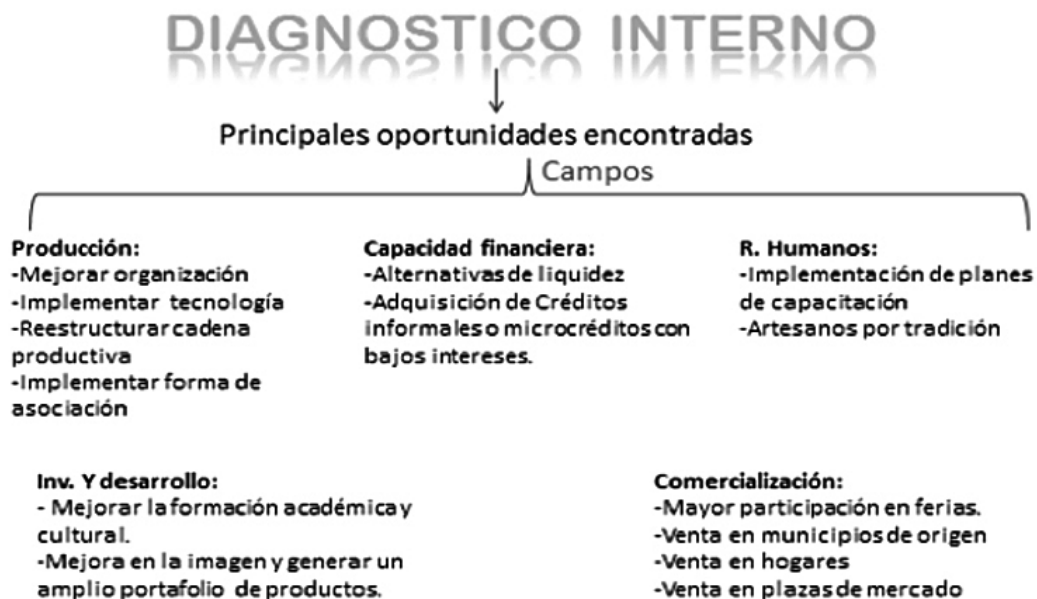 DIAGNOSTICO INTERNO
Principales oportunidades encontradas
Campos
Producción:
-Mejorar organización
-Implementar tecnología
-Reestructurar cadena
productiva
-Implementar forma de
asociación
Capacidad financiera:
-Alternativas de liquidez
-Adquisición de Créditos
informales o microcréditos con
bajos intereses.
R. Humanos:
-Implementación de planes
de capacitación
-Artesanos por tradición
Inv. Y desarrollo:
- Mejorar la formación académica y
cultural.
-Mejora en la imagen y generar un
amplio portafolio de productos.
Comercialización:
-Mayor participación en ferias.
-Venta en municipios de origen
-Venta en hogares
-Venta en plazas de mercado